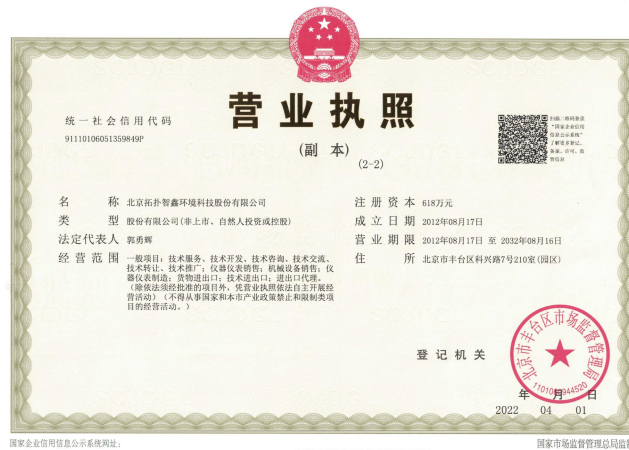 营业执照
(副 本)
(2-2)
统一社会信用代码
91110106051359849P
扫描二维码登录
“国家企业信用
信息公示系统”
了解更多登记、
备案、许可、监
管信息
名 称 北京拓扑智鑫环境科技股份有限公司
类 型 股份有限公司(非上市、自然人投资或控股)
法定代表人 郭勇辉
经营范围 一般项目：技术服务、技术开发、技术咨询、技术交流、
技术转让、技术推广；仪器仪表销售；机械设备销售；仪
器仪表制造；货物进出口；技术进出口；进出口代理。
（除依法须经批准的项目外，凭营业执照依法自主开展经
营活动）（不得从事国家和本市产业政策禁止和限制类项
目的经营活动。）
注册资本 618万元
成立日期 2012年08月17日
营业期限 2012年08月17日 至 2032年08月16日
住 所 北京市丰台区科兴路7号210室(园区)
登记机关
北京市丰台区市场监督管理局
年 月 日
2022 04 01
国家企业信用信息公示系统网址：
国家市场监督管理总局监